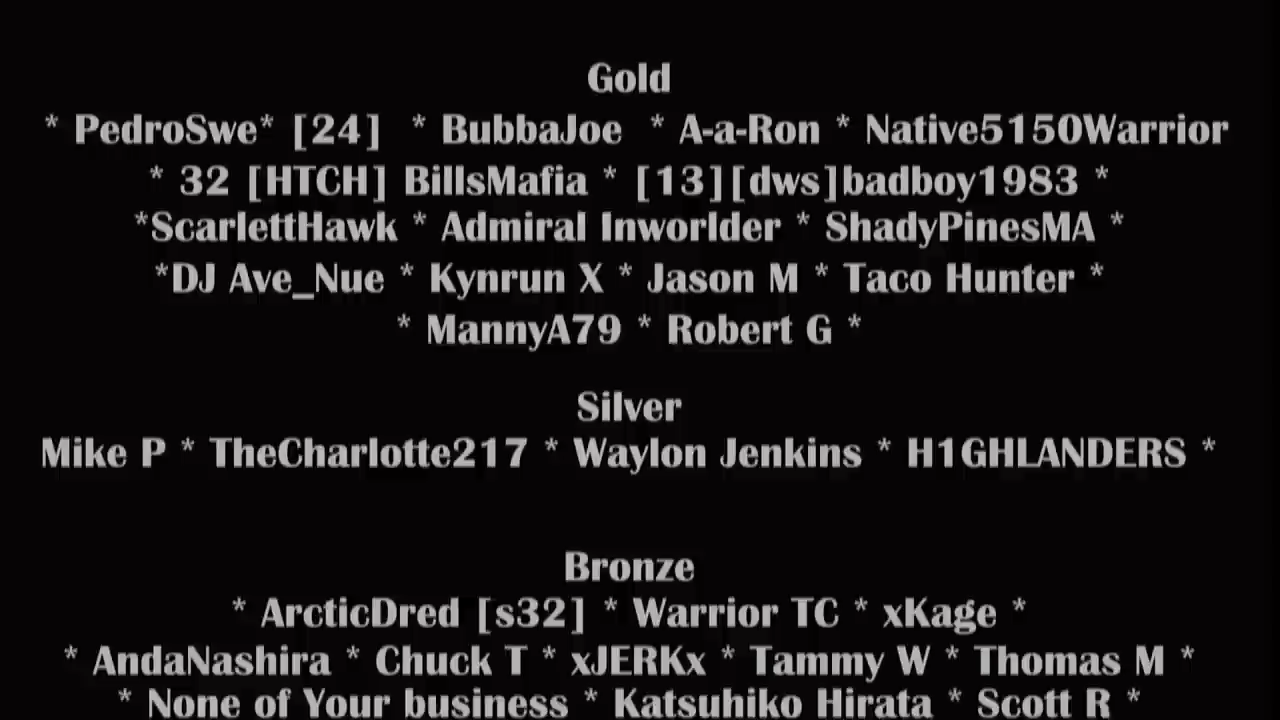 Gold
* PedroSwe* [24] * BubbaJoe * A-a-Ron * Native5150Warrior
* 32 [HTCH] BillsMafia * [13][dws]badboy1983 *
*ScarlettHawk * Admiral Inworlder * ShadyPinesMA *
*DJ Ave_Nue * Kynrun X * Jason M * Taco Hunter *
* MannyA79 * Robert G *
Silver
Mike P * TheCharlotte217 * Waylon Jenkins * H1GHLANDERS *
Bronze
* ArcticDred [s32] * Warrior TC * xKage *
* AndaNashira * Chuck T * xJERKx * Tammy W * Thomas M *
* None of Your business * Katsuhiko Hirata * Scott R *